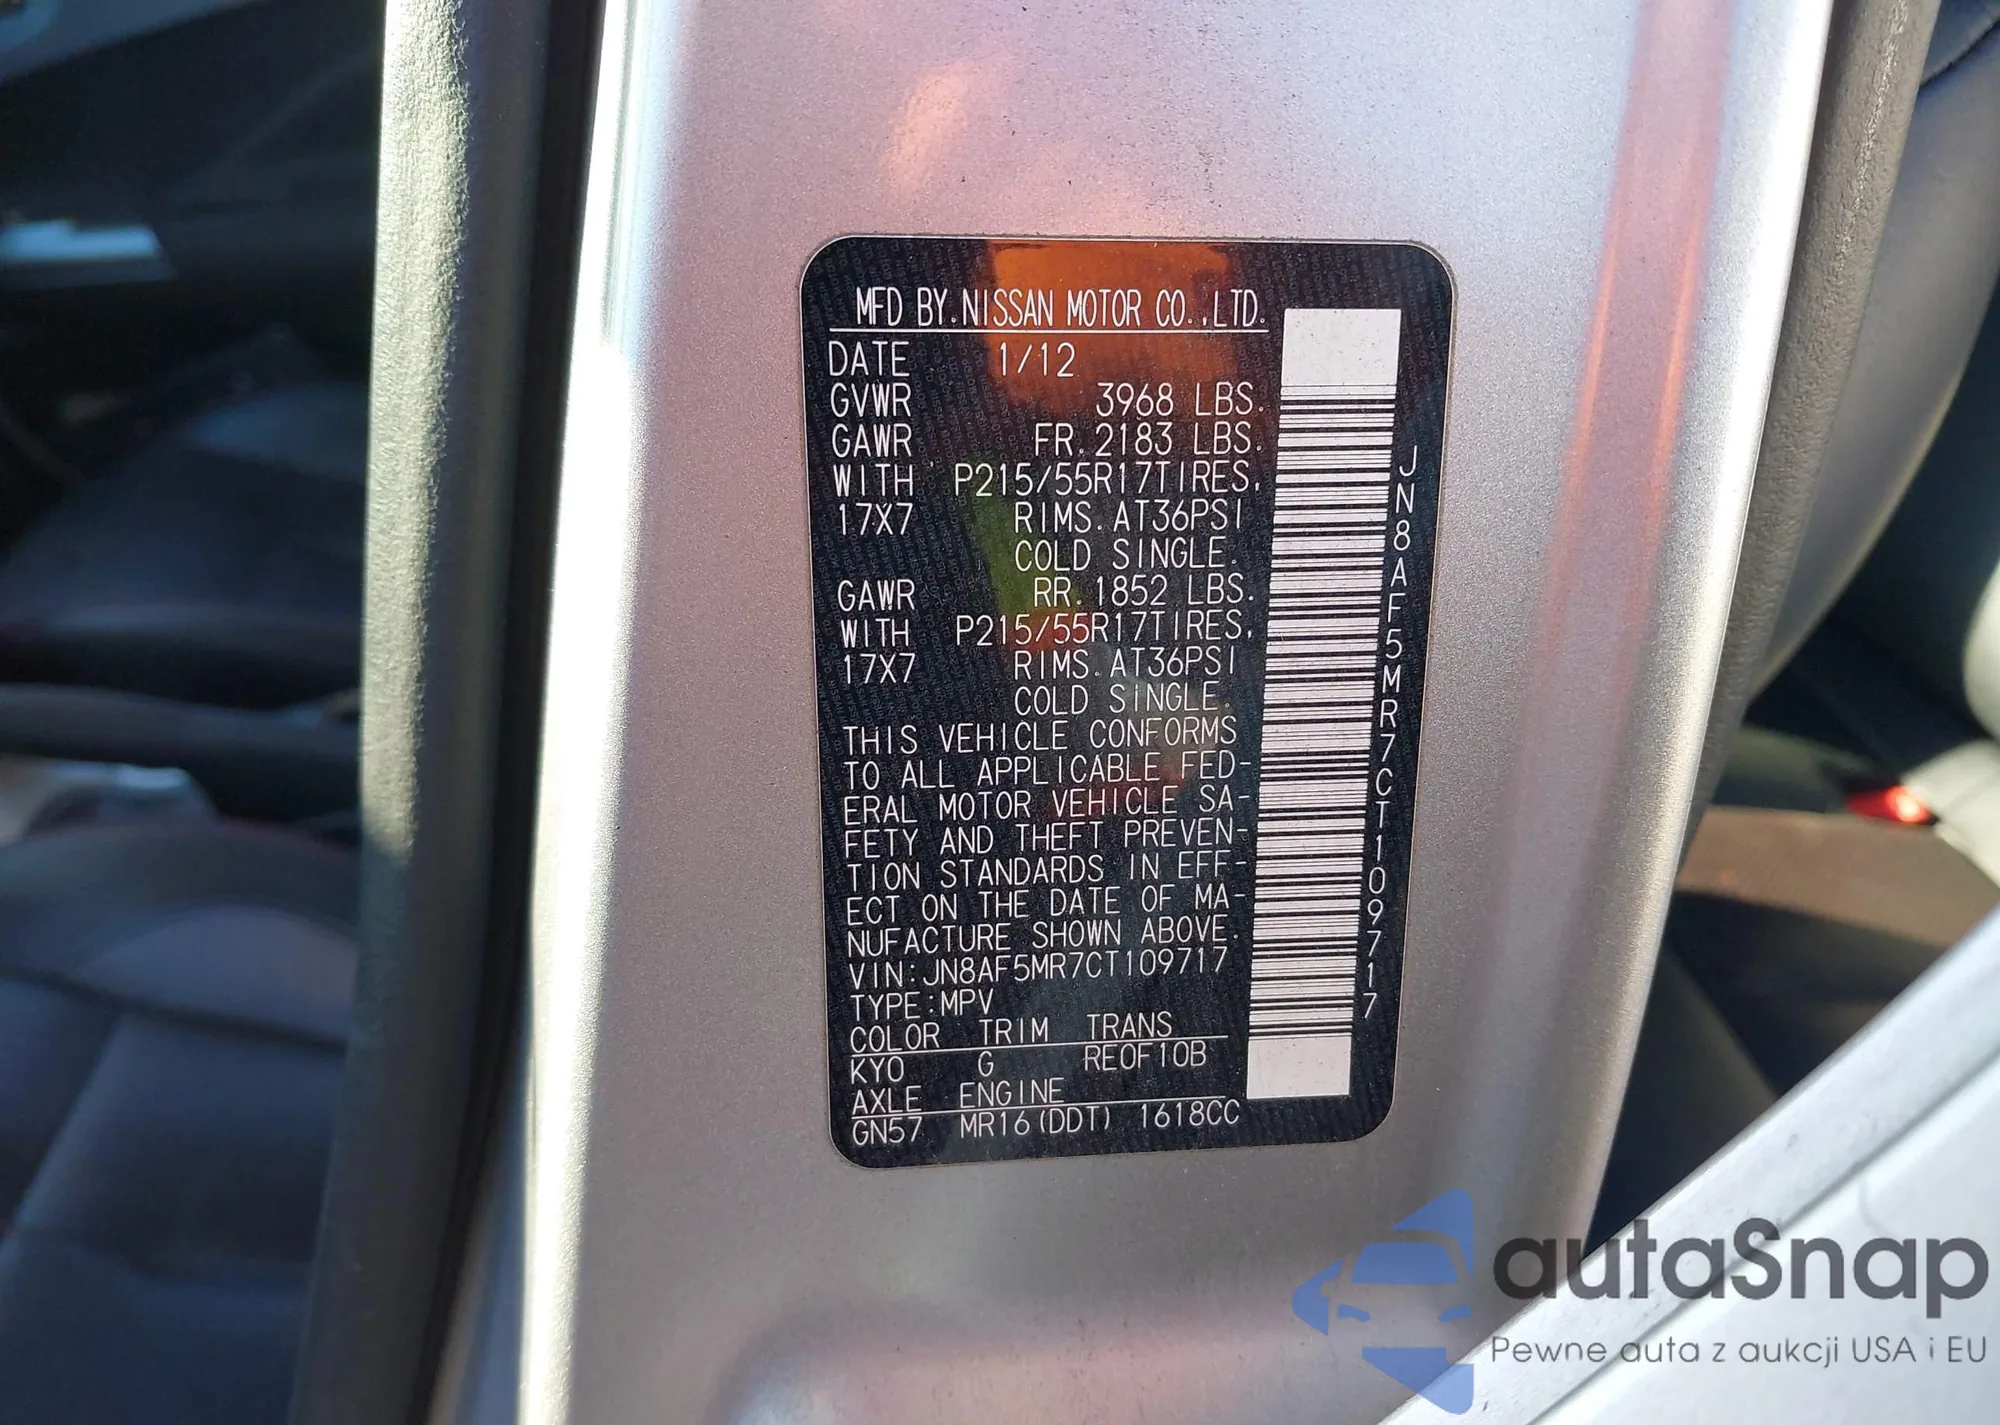 MFD BY.NISSAN MOTOR CO.,LTD.
DATE 1/12
GVWR 3968 LBS.
GAWR FR.2183 LBS.
WITH P215/55R17TIRES,
17X7 RIMS.AT36PSI
COLD SINGLE.
GAWR RR.1852 LBS.
WITH P215/55R17TIRES,
17X7 RIMS.AT36PSI
COLD SINGLE.
THIS VEHICLE CONFORMS
TO ALL APPLICABLE FED-
ERAL MOTOR VEHICLE SA-
FETY AND THEFT PREVEN-
TION STANDARDS IN EFF-
ECT ON THE DATE OF MA-
NUFACTURE SHOWN ABOVE.
VIN:JN8AF5MR7CT109717
TYPE:MPV
COLOR TRIM TRANS
KY0 G RE0F10B
AXLE ENGINE
GN57 MR16(DDT) 1618CC
JN8AF5MR7CT109717
autaSnap
Pewne auta z aukcji USA i EU